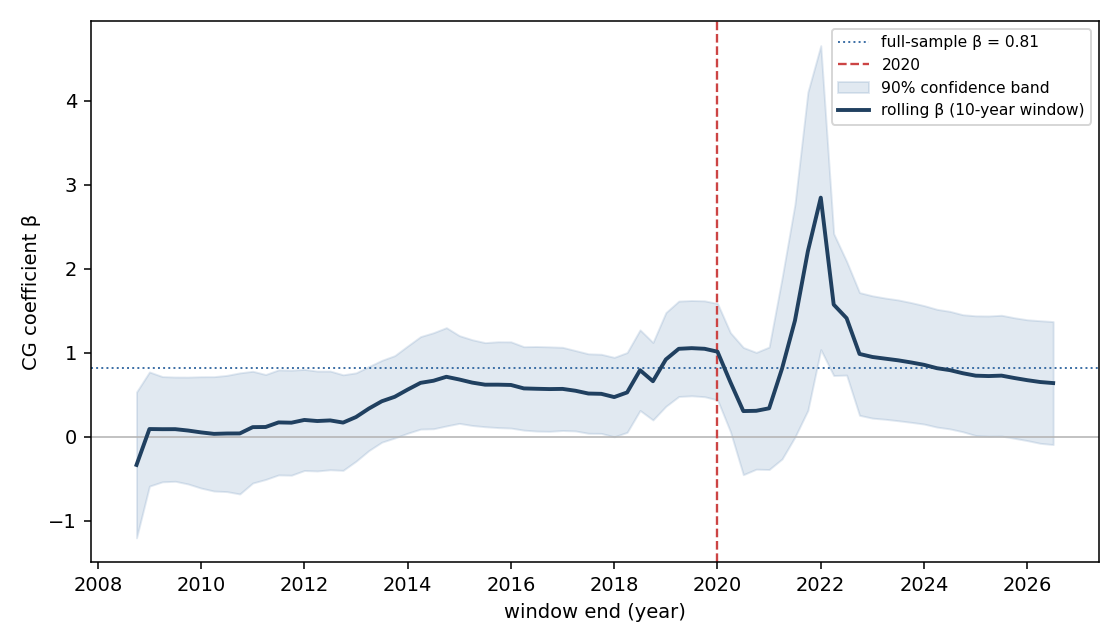 full-sample β = 0.81
2020
90% confidence band
rolling β (10-year window)
CG coefficient β
4
3
2
1
0
−1
2008 2010 2012 2014 2016 2018 2020 2022 2024 2026
window end (year)